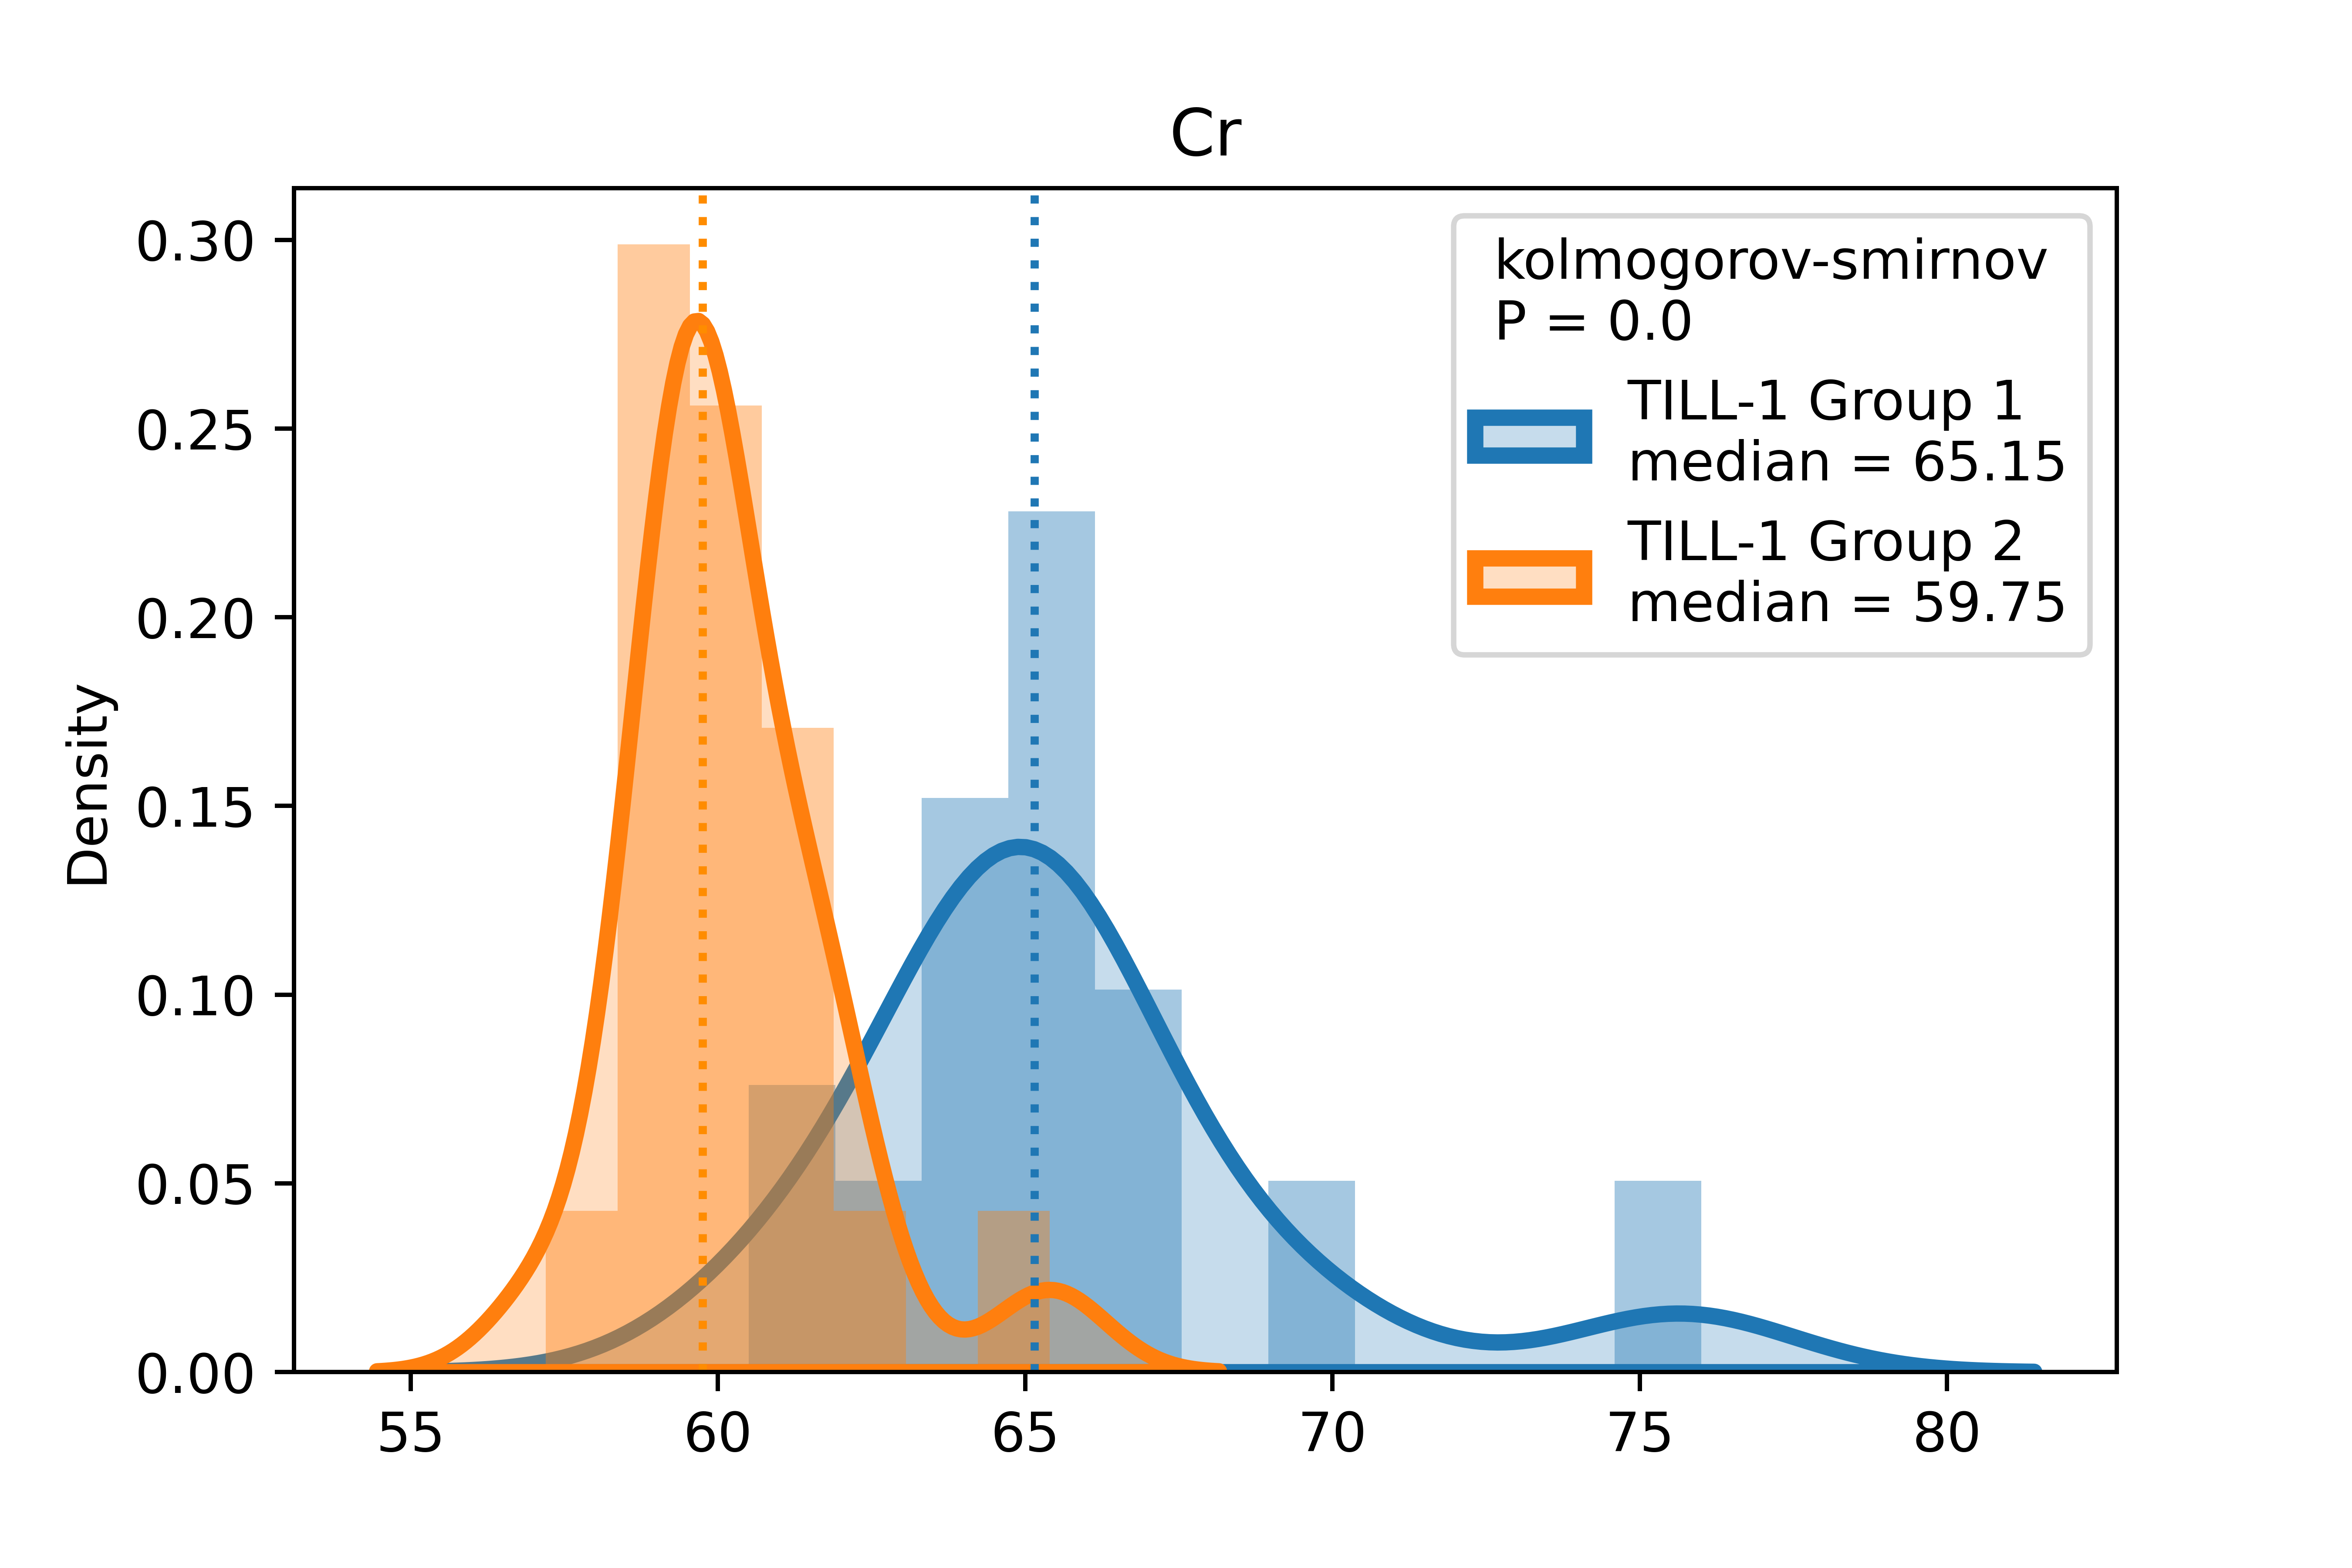 Cr
kolmogorov-smirnov
P = 0.0
TILL-1 Group 1
median = 65.15
TILL-1 Group 2
median = 59.75
Density
0.30
0.25
0.20
0.15
0.10
0.05
0.00
55 60 65 70 75 80